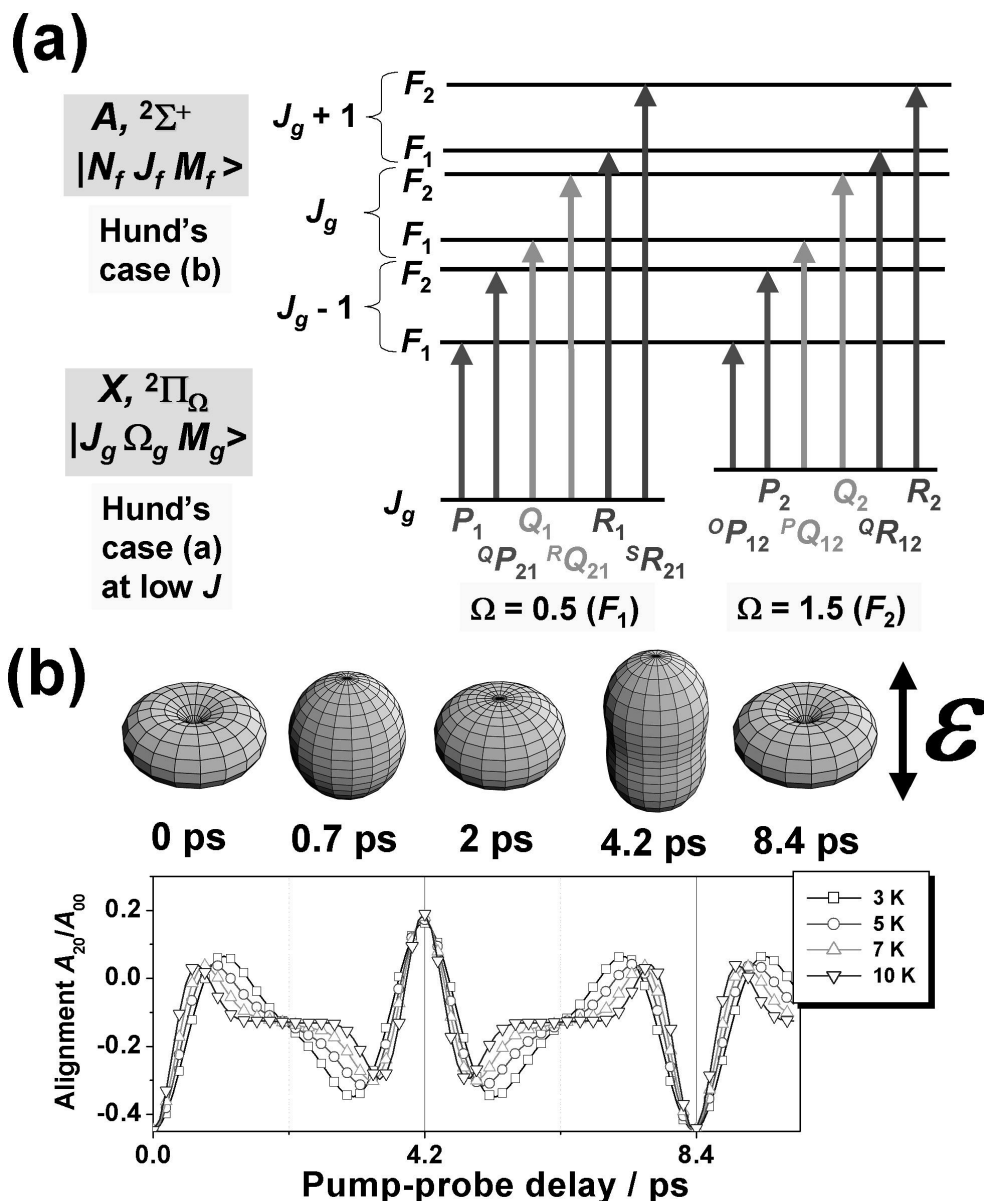 (a)
A, ²Σ⁺
|N_f J_f M_f>
Hund's
case (b)
X, ²Π_Ω
|J_g Ω_g M_g>
Hund's
case (a)
at low J
J_g + 1
J_g
J_g - 1
F₂
F₁
F₂
F₁
F₂
F₁
J_g
P₁ Q₁ R₁
^QP₂₁ ^RQ₂₁ ^SR₂₁
Ω = 0.5 (F₁)
P₂ Q₂ R₂
^OP₁₂ ^PQ₁₂ ^QR₁₂
Ω = 1.5 (F₂)
(b)
ℰ
0 ps 0.7 ps 2 ps 4.2 ps 8.4 ps
Alignment A₂₀/A₀₀
0.2
0.0
-0.2
-0.4
3 K
5 K
7 K
10 K
0.0 4.2 8.4
Pump-probe delay / ps